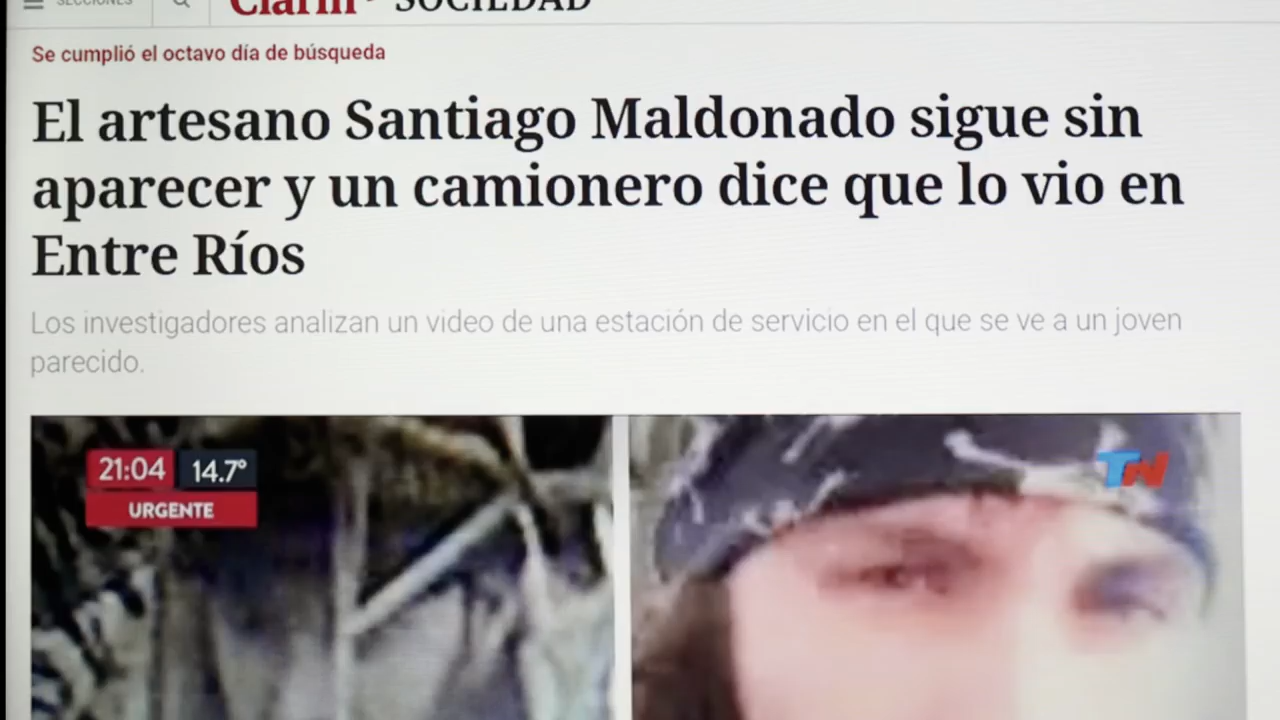 SECCIONES
Clarín SOCIEDAD
Se cumplió el octavo día de búsqueda
El artesano Santiago Maldonado sigue sin
aparecer y un camionero dice que lo vio en
Entre Ríos
Los investigadores analizan un video de una estación de servicio en el que se ve a un joven
parecido.
21:04 14.7°
URGENTE
TN